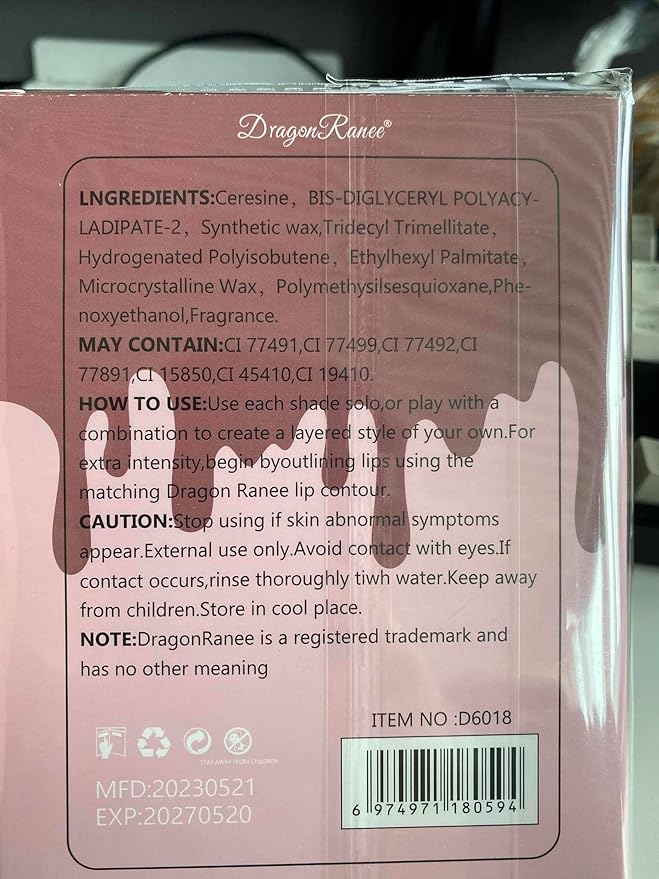 DragonRanee®
LNGREDIENTS:Ceresine, BIS-DIGLYCERYL POLYACY-
LADIPATE-2, Synthetic wax,Tridecyl Trimellitate,
Hydrogenated Polyisobutene, Ethylhexyl Palmitate,
Microcrystalline Wax, Polymethysilsesquioxane,Phe-
noxyethanol,Fragrance.
MAY CONTAIN:CI 77491,CI 77499,CI 77492,CI
77891,CI 15850,CI 45410,CI 19410.
HOW TO USE:Use each shade solo,or play with a
combination to create a layered style of your own.For
extra intensity,begin byoutlining lips using the
matching Dragon Ranee lip contour.
CAUTION:Stop using if skin abnormal symptoms
appear.External use only.Avoid contact with eyes.If
contact occurs,rinse thoroughly tiwh water.Keep away
from children.Store in cool place.
NOTE:DragonRanee is a registered trademark and
has no other meaning
ITEM NO :D6018
STAY AWAY FROM CHILDREN
MFD:20230521
EXP:20270520
6 974971 180594